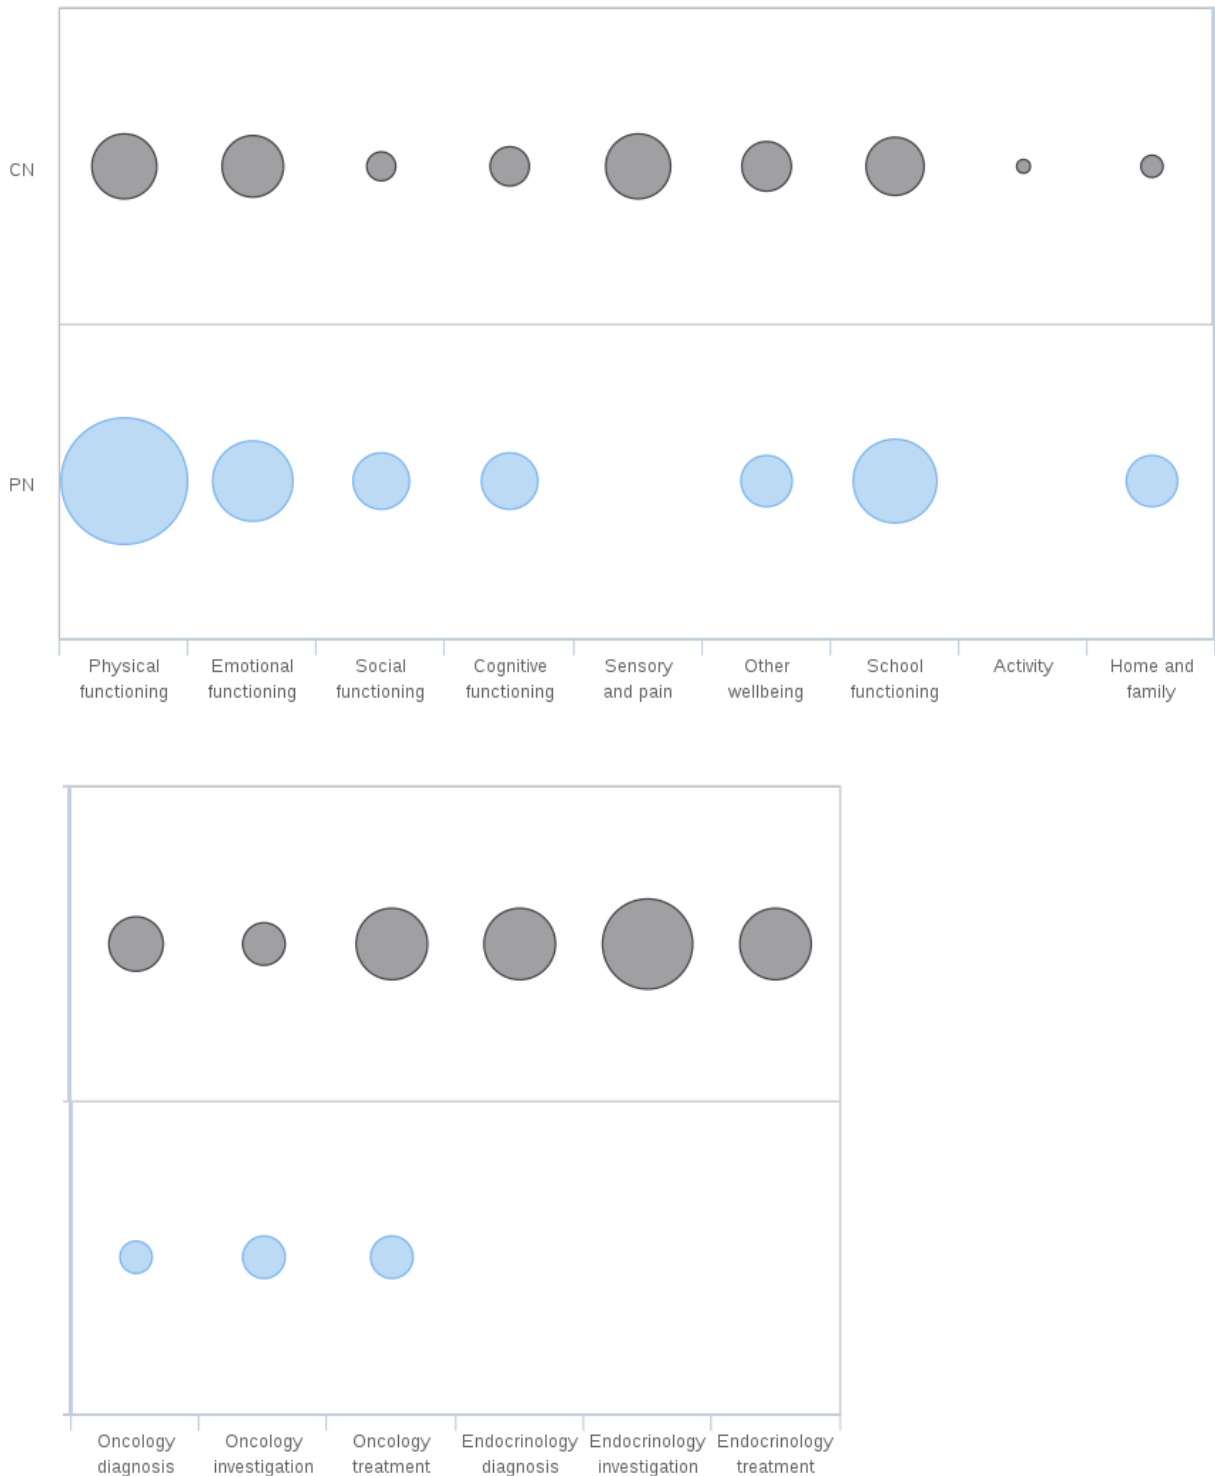 CN
PN
Physical Emotional Social Cognitive Sensory Other School Activity Home and
functioning functioning functioning functioning and pain wellbeing functioning family
Oncology Oncology Oncology Endocrinology Endocrinology Endocrinology
diagnosis investigation treatment diagnosis investigation treatment